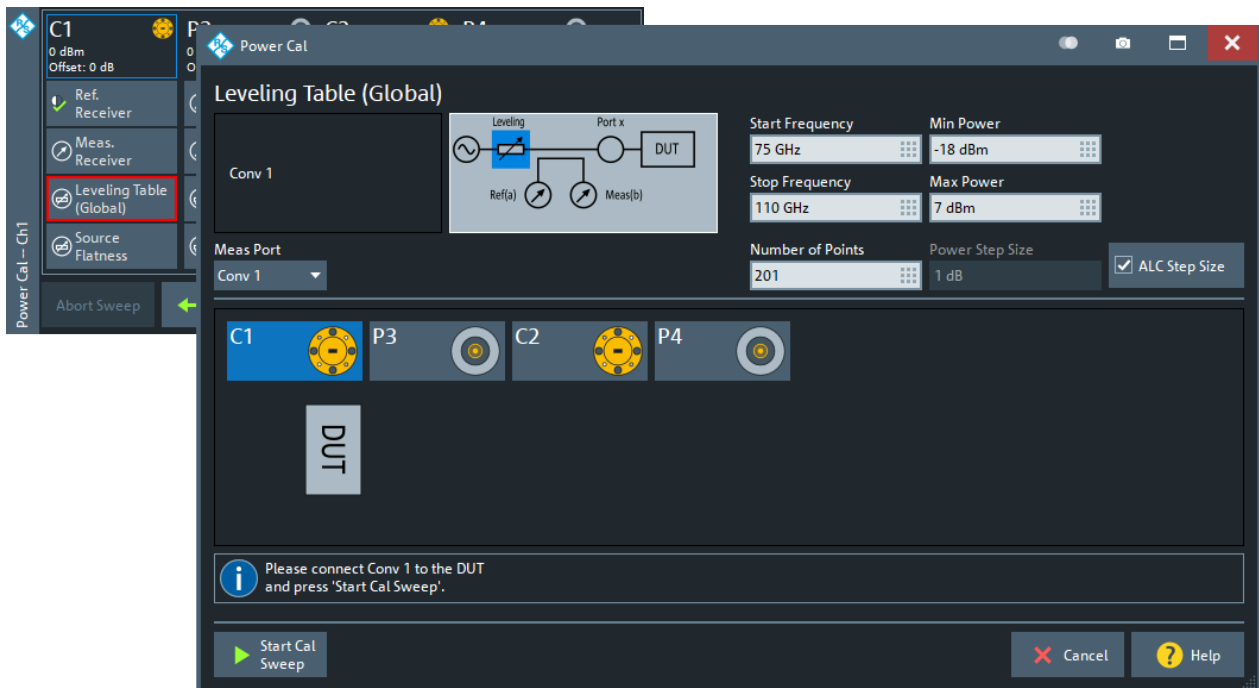 C1
0 dBm
Offset: 0 dB
Ref.
Receiver
Meas.
Receiver
Leveling Table
(Global)
Source
Flatness
Abort Sweep
Power Cal – Ch1
Power Cal
Leveling Table (Global)
Conv 1
Leveling
Port x
DUT
Ref(a)
Meas(b)
Start Frequency
Min Power
75 GHz
-18 dBm
Stop Frequency
Max Power
110 GHz
7 dBm
Meas Port
Number of Points
Power Step Size
Conv 1
201
1 dB
ALC Step Size
C1
P3
C2
P4
DUT
Please connect Conv 1 to the DUT
and press 'Start Cal Sweep'.
Start Cal
Sweep
Cancel
Help